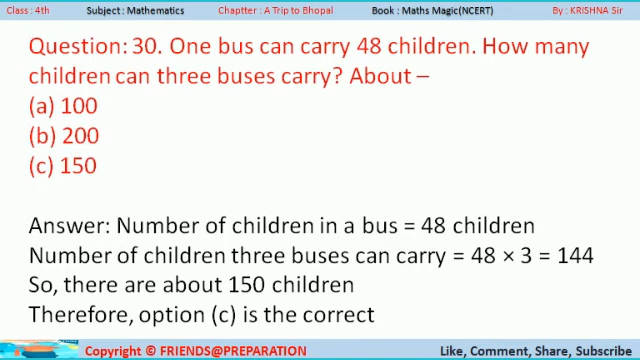 Class : 4th Subject : Mathematics Chaptter : A Trip to Bhopal Book : Maths Magic(NCERT) By : KRISHNA Sir
Question: 30. One bus can carry 48 children. How many
children can three buses carry? About –
(a) 100
(b) 200
(c) 150
Answer: Number of children in a bus = 48 children
Number of children three buses can carry = 48 × 3 = 144
So, there are about 150 children
Therefore, option (c) is the correct
Copyright © FRIENDS@PREPARATION Like, Comment, Share, Subscribe